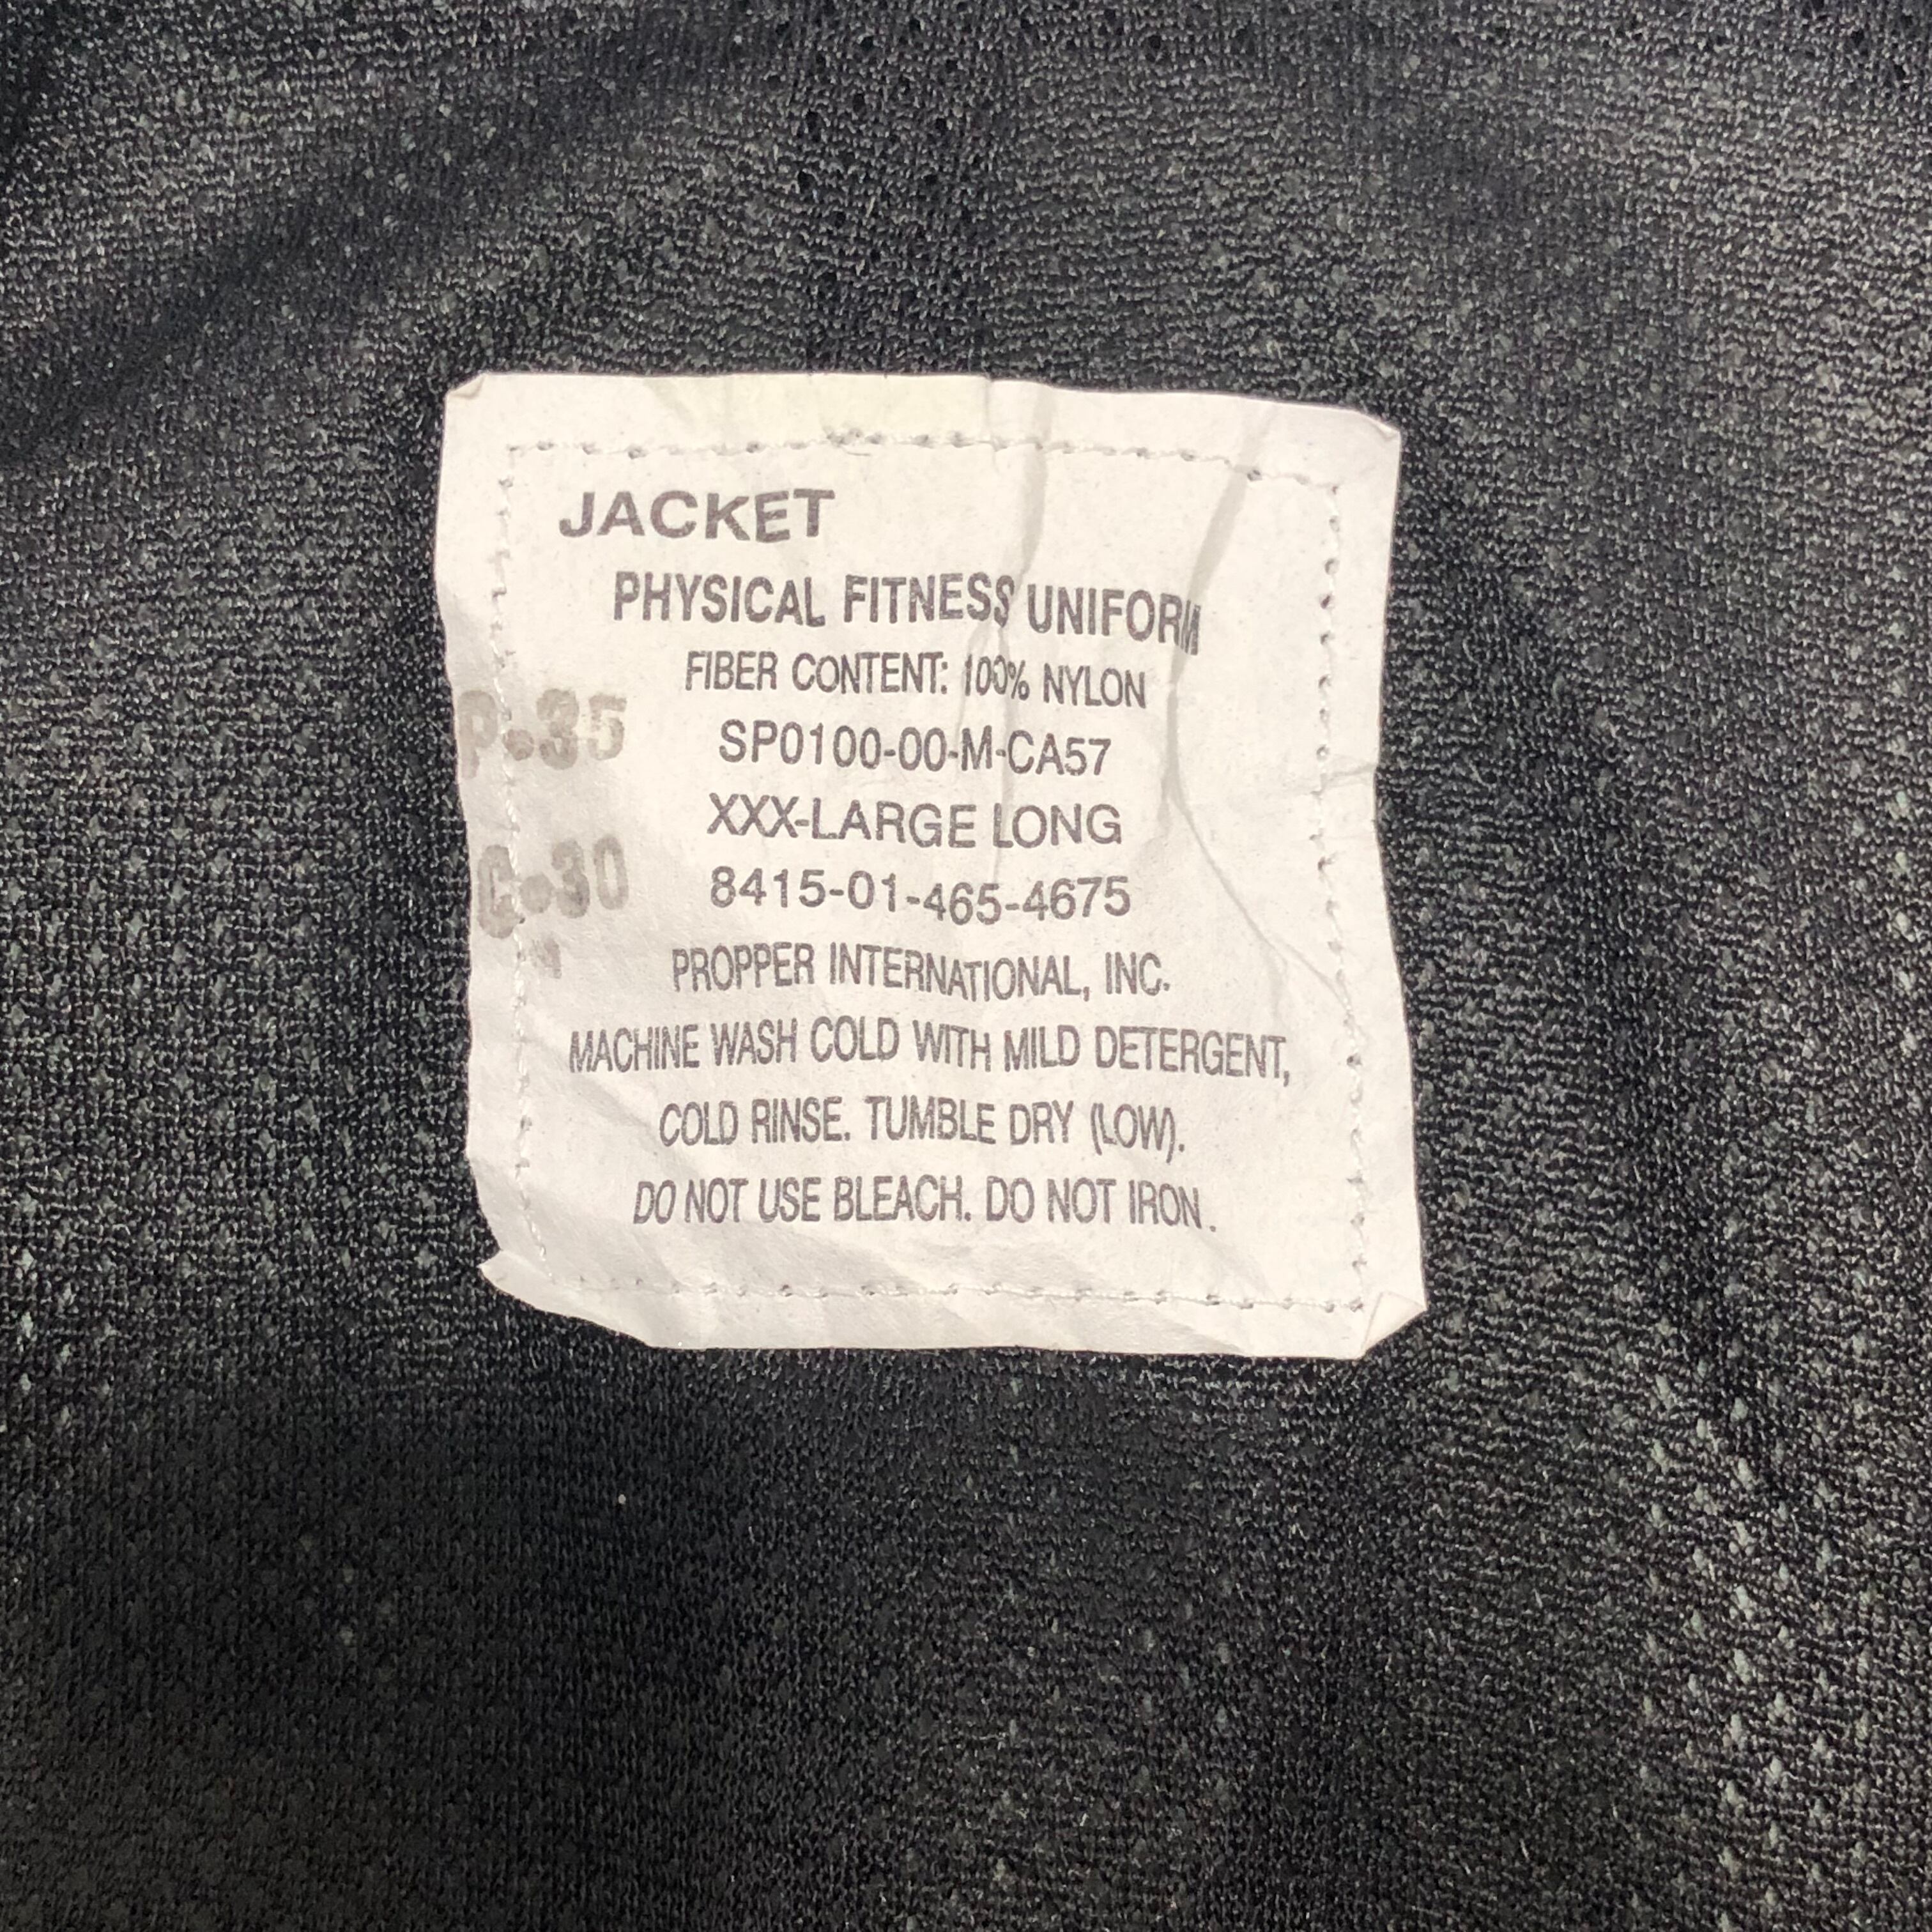 JACKET
PHYSICAL FITNESS UNIFORM
FIBER CONTENT: 100% NYLON
P•35
SP0100-00-M-CA57
XXX-LARGE LONG
C•30
8415-01-465-4675
PROPPER INTERNATIONAL, INC.
MACHINE WASH COLD WITH MILD DETERGENT,
COLD RINSE. TUMBLE DRY (LOW).
DO NOT USE BLEACH. DO NOT IRON.